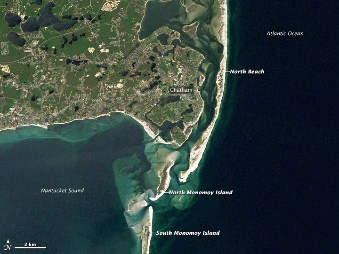 Atlantic Ocean
North Beach
Chatham
Nantucket Sound
North Monomoy Island
South Monomoy Island
N
2 km